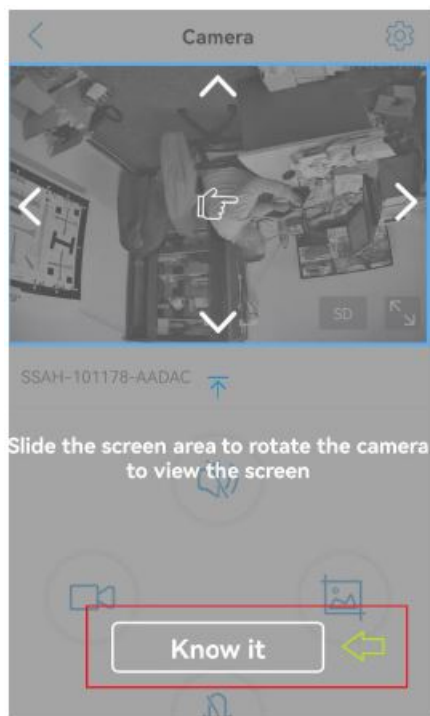 Camera
SD
SSAH-101178-AADAC
Slide the screen area to rotate the camera
to view the screen
Know it